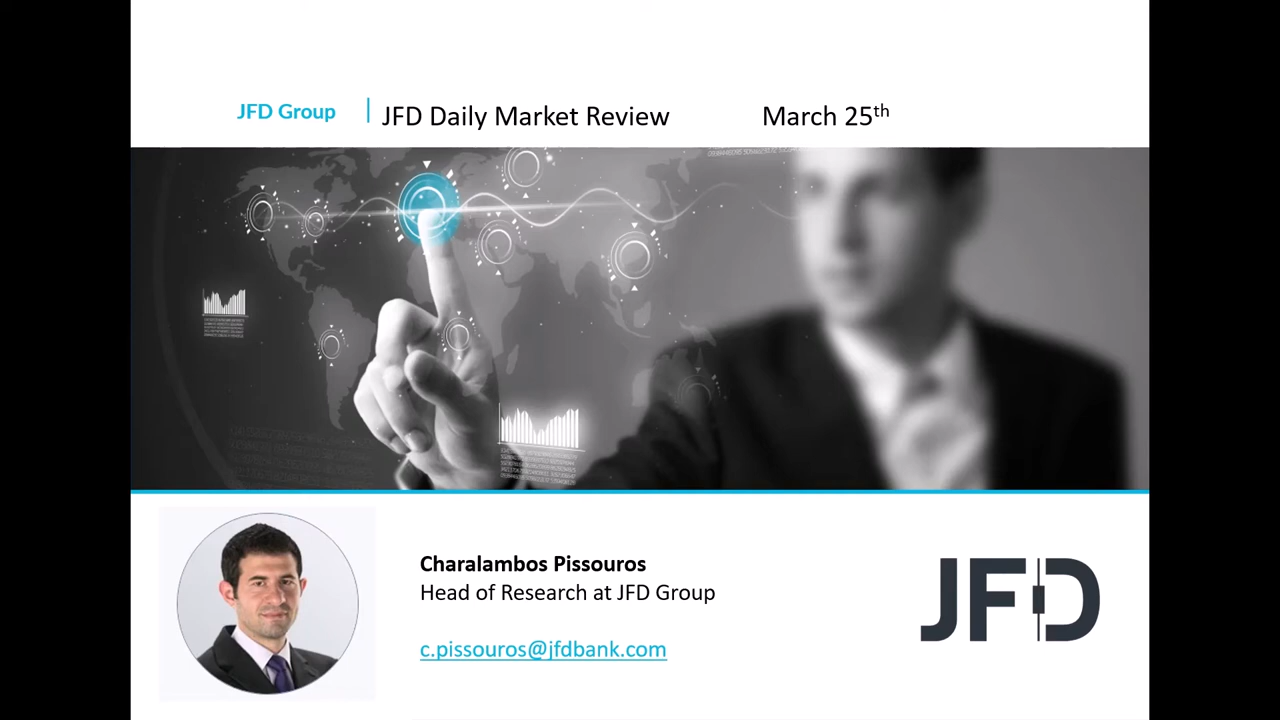 JFD Group
JFD Daily Market Review March 25th
Charalambos Pissouros
Head of Research at JFD Group
c.pissouros@jfdbank.com
JFD